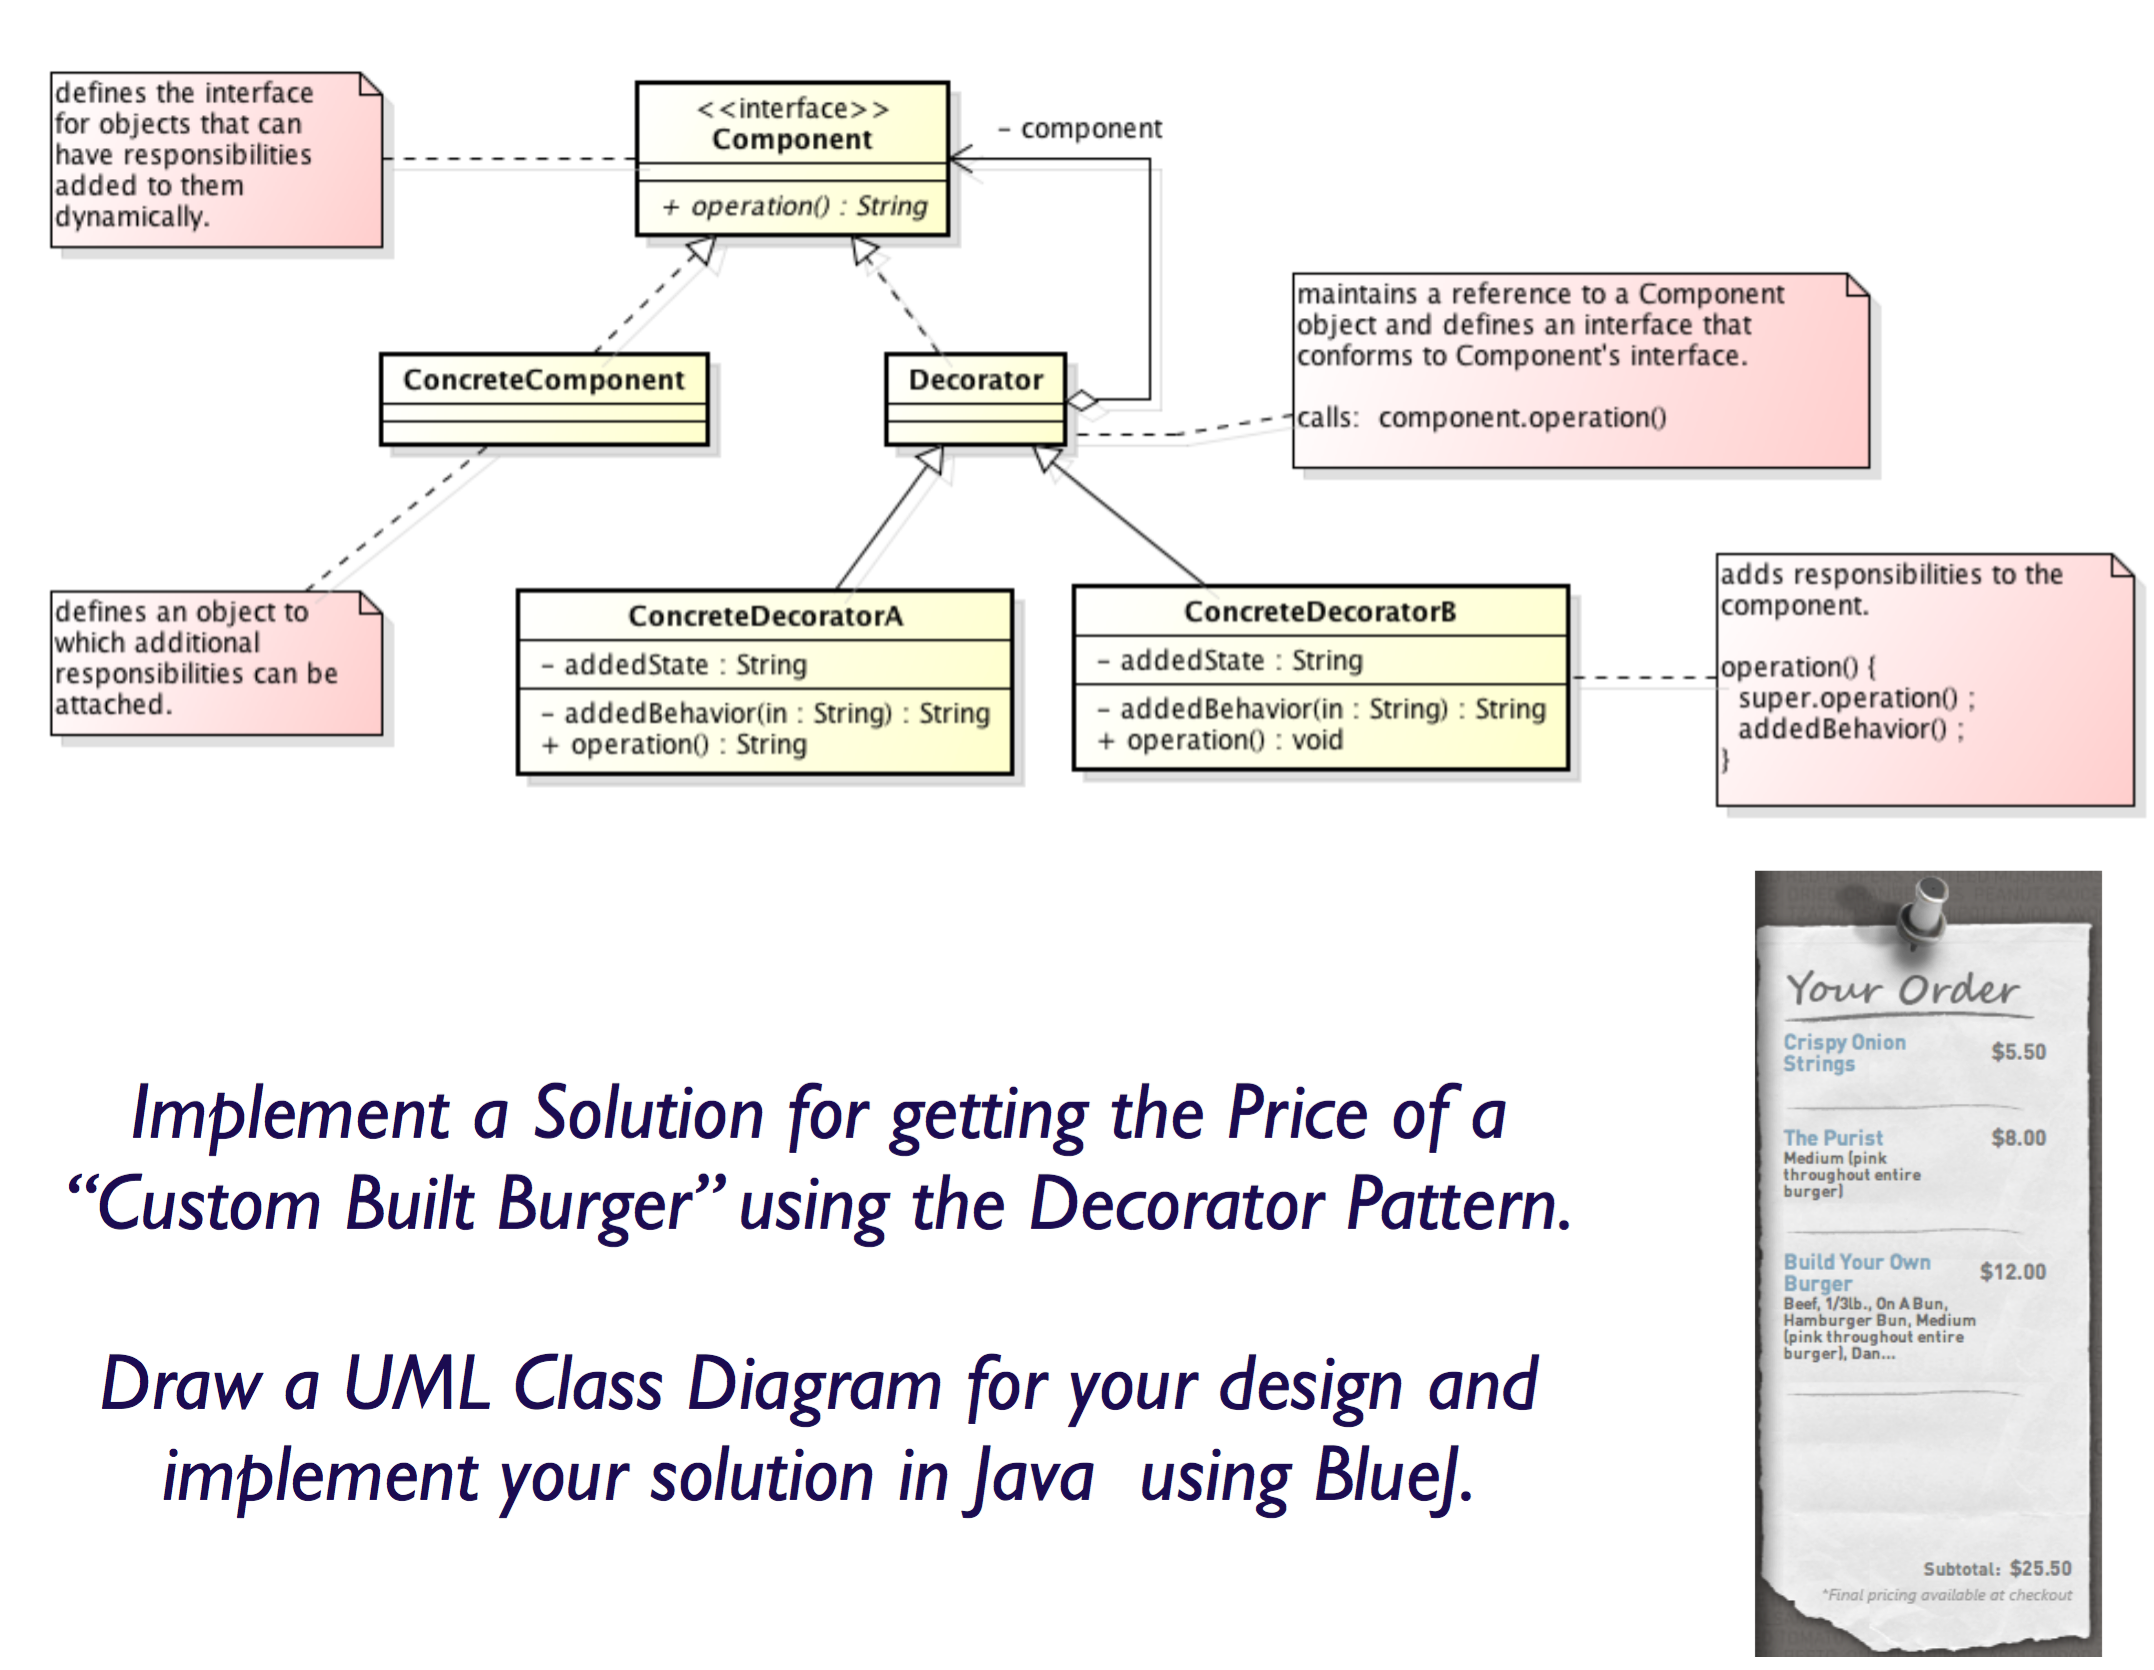 defines the interface
for objects that can
have responsibilities
added to them
dynamically.
<<interface>>
Component
+ operation() : String
- component
ConcreteComponent
Decorator
maintains a reference to a Component
object and defines an interface that
conforms to Component's interface.
calls:  component.operation()
defines an object to
which additional
responsibilities can be
attached.
ConcreteDecoratorA
- addedState : String
- addedBehavior(in : String) : String
+ operation() : String
ConcreteDecoratorB
- addedState : String
- addedBehavior(in : String) : String
+ operation() : void
adds responsibilities to the
component.
operation() {
super.operation() ;
addedBehavior() ;
}
Implement a Solution for getting the Price of a
“Custom Built Burger” using the Decorator Pattern.
Draw a UML Class Diagram for your design and
implement your solution in Java  using BlueJ.
PEANUT SAUCE
Your Order
Crispy Onion
Strings
$5.50
The Purist
$8.00
Medium (pink
throughout entire
burger)
Build Your Own
Burger
$12.00
Beef, 1/3lb., On A Bun,
Hamburger Bun, Medium
(pink throughout entire
burger), Dan...
Subtotal: $25.50
*Final pricing available at checkout